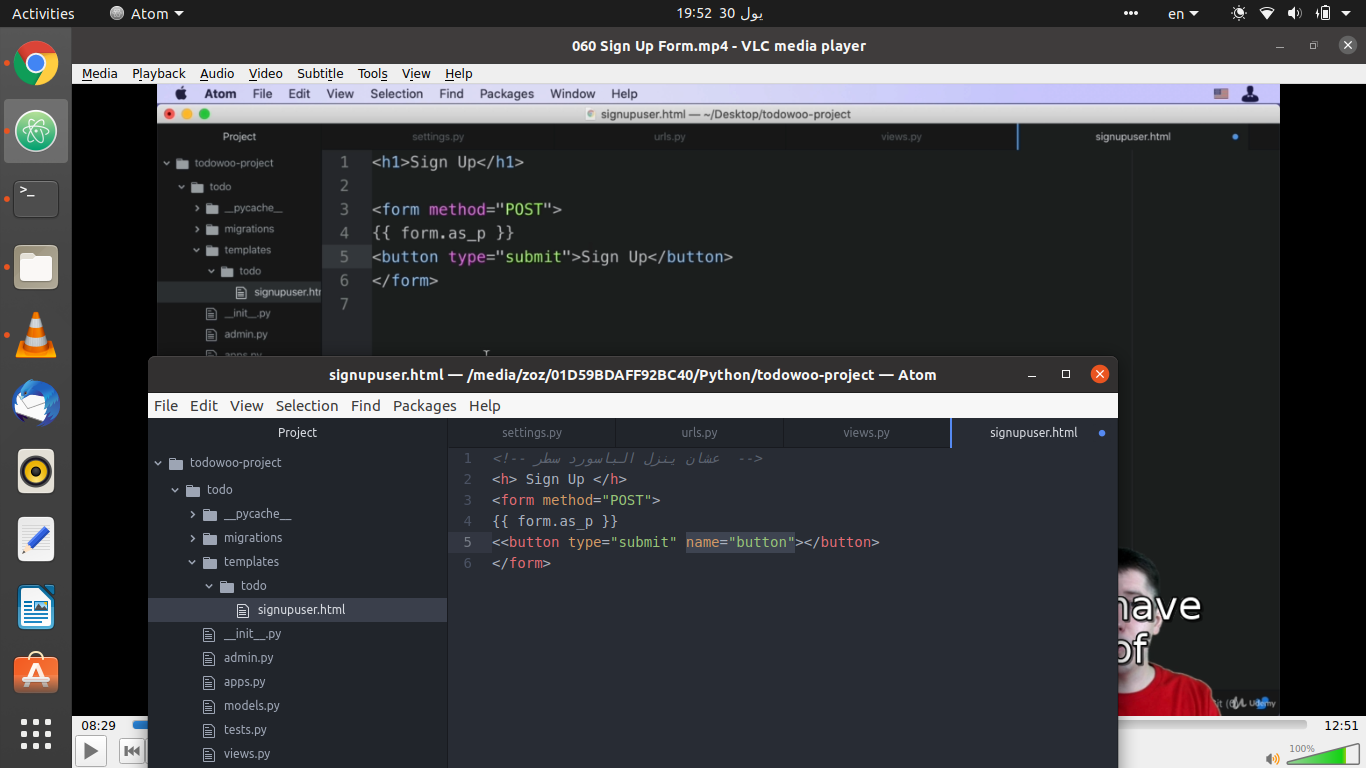 Activities
Atom
19:52 30 يول
en
060 Sign Up Form.mp4 - VLC media player
Media Playback Audio Video Subtitle Tools View Help
Atom File Edit View Selection Find Packages Window Help
signupuser.html — ~/Desktop/todowoo-project
Project
settings.py
urls.py
views.py
signupuser.html
todowoo-project
todo
__pycache__
migrations
templates
todo
signupuser.htm
__init__.py
admin.py
apps.py
1 <h1>Sign Up</h1>
2
3 <form method="POST">
4 {{ form.as_p }}
5 <button type="submit">Sign Up</button>
6 </form>
7
signupuser.html — /media/zoz/01D59BDAFF92BC40/Python/todowoo-project — Atom
File Edit View Selection Find Packages Help
Project
settings.py
urls.py
views.py
signupuser.html
todowoo-project
todo
__pycache__
migrations
templates
todo
signupuser.html
__init__.py
admin.py
apps.py
models.py
tests.py
views.py
1 <!-- عشان ينزل الباسورد سطر -->
2 <h> Sign Up </h>
3 <form method="POST">
4 {{ form.as_p }}
5 <<button type="submit" name="button"></button>
6 </form>
have
of
Udemy
08:29
12:51
100%